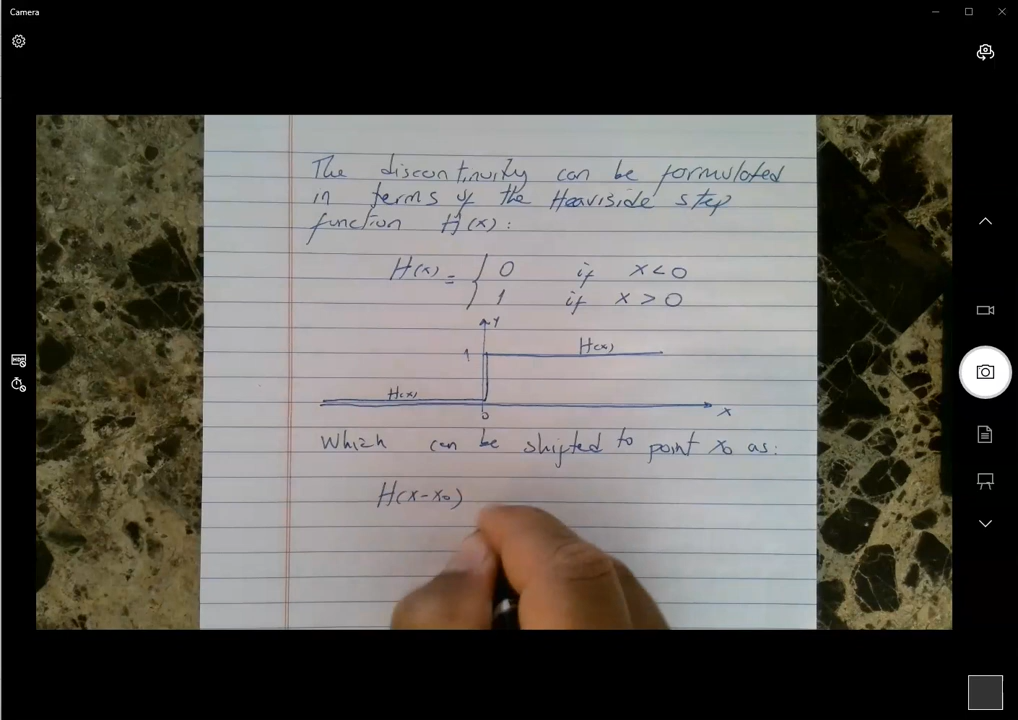 Camera
The discontinuity can be formulated
in terms of the Heaviside step
function H(x):
H(x) = { 0 if x < 0
1 if x > 0
Y
1 H(x)
H(x)
0 x
Which can be shifted to point x₀ as:
H(x-x₀)